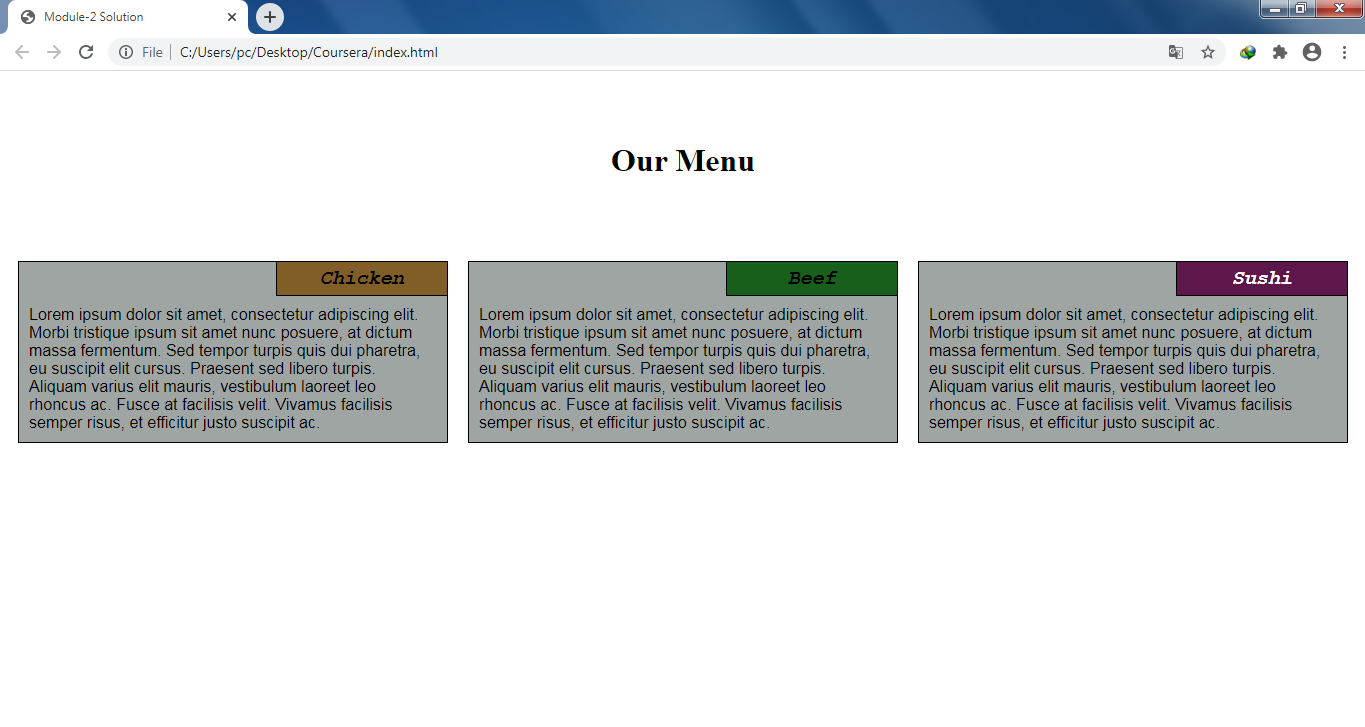 Module-2 Solution
File
C:/Users/pc/Desktop/Coursera/index.html
Our Menu
Chicken
Lorem ipsum dolor sit amet, consectetur adipiscing elit.
Morbi tristique ipsum sit amet nunc posuere, at dictum
massa fermentum. Sed tempor turpis quis dui pharetra,
eu suscipit elit cursus. Praesent sed libero turpis.
Aliquam varius elit mauris, vestibulum laoreet leo
rhoncus ac. Fusce at facilisis velit. Vivamus facilisis
semper risus, et efficitur justo suscipit ac.
Beef
Lorem ipsum dolor sit amet, consectetur adipiscing elit.
Morbi tristique ipsum sit amet nunc posuere, at dictum
massa fermentum. Sed tempor turpis quis dui pharetra,
eu suscipit elit cursus. Praesent sed libero turpis.
Aliquam varius elit mauris, vestibulum laoreet leo
rhoncus ac. Fusce at facilisis velit. Vivamus facilisis
semper risus, et efficitur justo suscipit ac.
Sushi
Lorem ipsum dolor sit amet, consectetur adipiscing elit.
Morbi tristique ipsum sit amet nunc posuere, at dictum
massa fermentum. Sed tempor turpis quis dui pharetra,
eu suscipit elit cursus. Praesent sed libero turpis.
Aliquam varius elit mauris, vestibulum laoreet leo
rhoncus ac. Fusce at facilisis velit. Vivamus facilisis
semper risus, et efficitur justo suscipit ac.